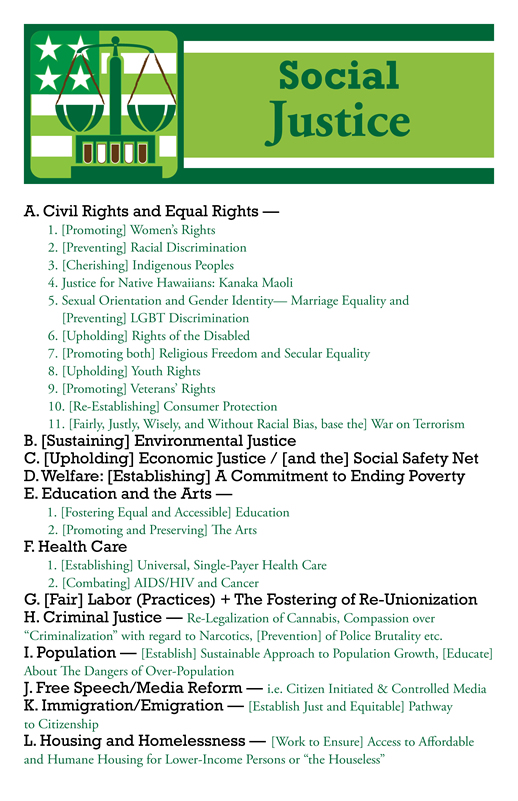 Social
Justice
A. Civil Rights and Equal Rights —
1. [Promoting] Women’s Rights
2. [Preventing] Racial Discrimination
3. [Cherishing] Indigenous Peoples
4. Justice for Native Hawaiians: Kanaka Maoli
5. Sexual Orientation and Gender Identity— Marriage Equality and
[Preventing] LGBT Discrimination
6. [Upholding] Rights of the Disabled
7. [Promoting both] Religious Freedom and Secular Equality
8. [Upholding] Youth Rights
9. [Promoting] Veterans’ Rights
10. [Re-Establishing] Consumer Protection
11. [Fairly, Justly, Wisely, and Without Racial Bias, base the] War on Terrorism
B. [Sustaining] Environmental Justice
C. [Upholding] Economic Justice / [and the] Social Safety Net
D. Welfare: [Establishing] A Commitment to Ending Poverty
E. Education and the Arts —
1. [Fostering Equal and Accessible] Education
2. [Promoting and Preserving] The Arts
F. Health Care
1. [Establishing] Universal, Single-Payer Health Care
2. [Combating] AIDS/HIV and Cancer
G. [Fair] Labor (Practices) + The Fostering of Re-Unionization
H. Criminal Justice — Re-Legalization of Cannabis, Compassion over
“Criminalization” with regard to Narcotics, [Prevention] of Police Brutality etc.
I. Population — [Establish] Sustainable Approach to Population Growth, [Educate]
About The Dangers of Over-Population
J. Free Speech/Media Reform — i.e. Citizen Initiated & Controlled Media
K. Immigration/Emigration — [Establish Just and Equitable] Pathway
to Citizenship
L. Housing and Homelessness — [Work to Ensure] Access to Affordable
and Humane Housing for Lower-Income Persons or “the Houseless”